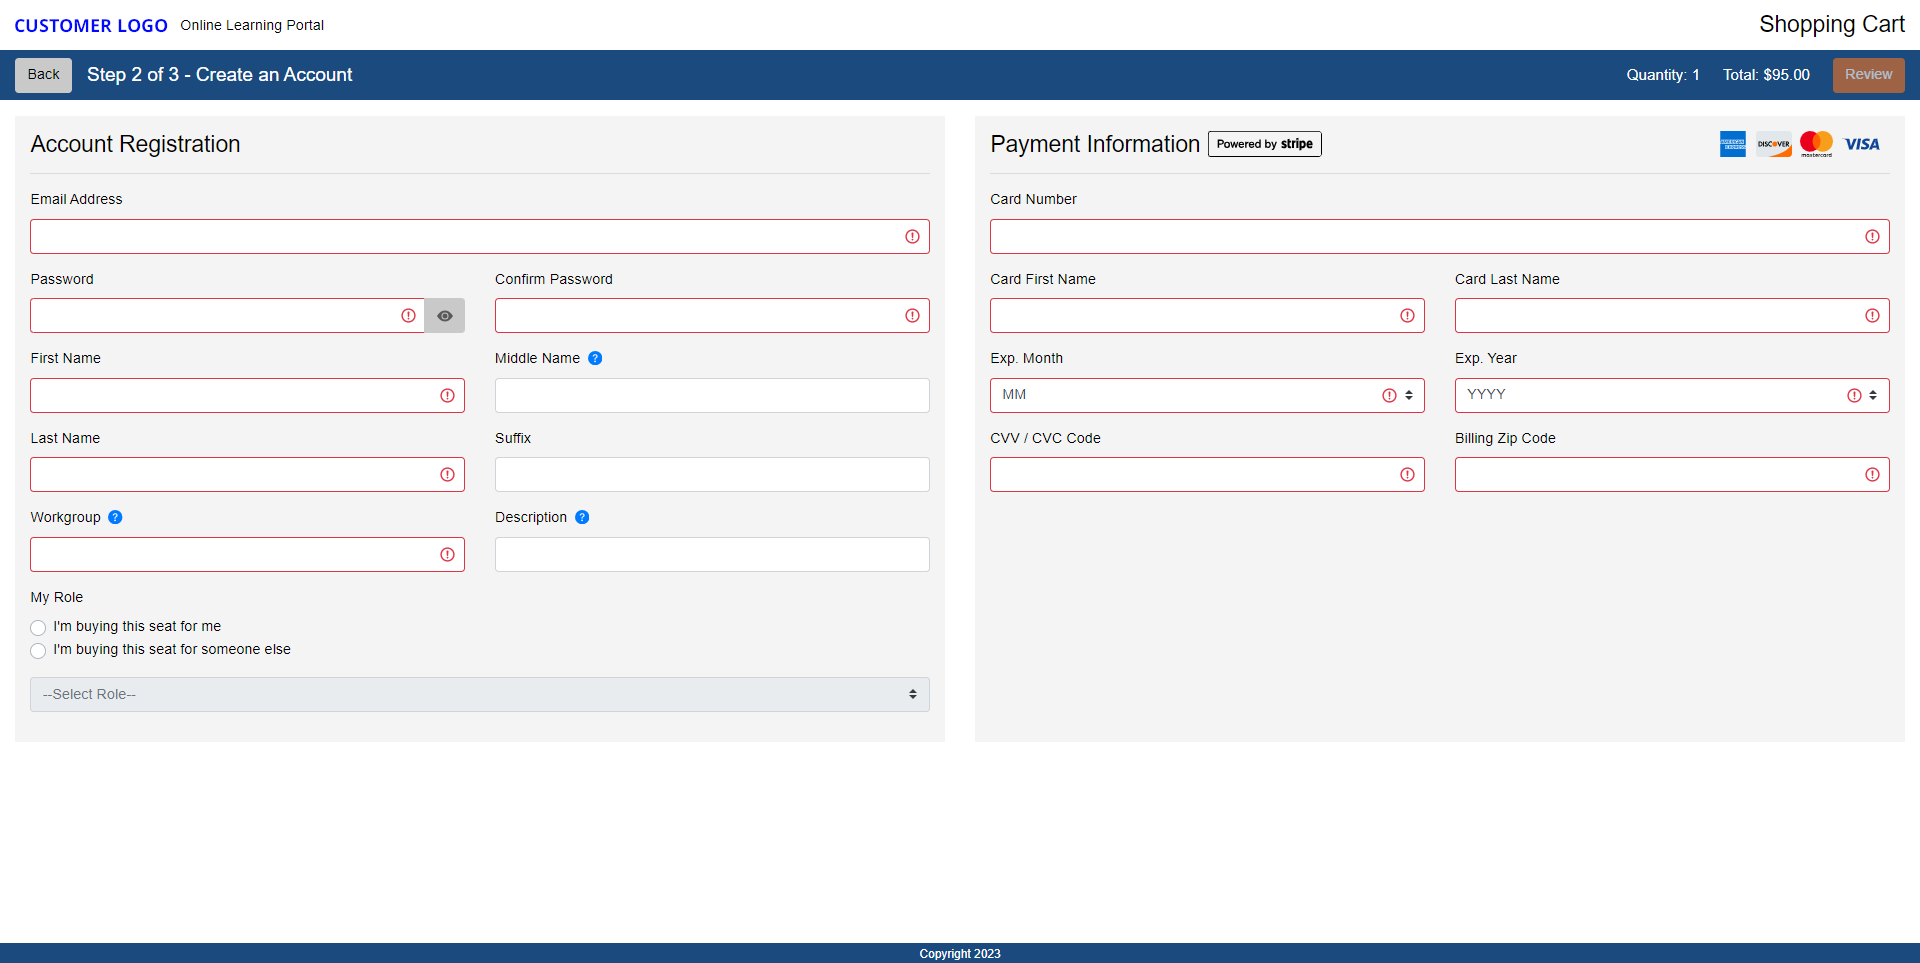 CUSTOMER LOGO Online Learning Portal Shopping Cart
Back Step 2 of 3 - Create an Account Quantity: 1 Total: $95.00 Review
Account Registration
Email Address
Password Confirm Password
First Name Middle Name ?
Last Name Suffix
Workgroup ? Description ?
My Role
I'm buying this seat for me
I'm buying this seat for someone else
--Select Role--
Payment Information Powered by stripe AMERICAN EXPRESS DISCOVER mastercard VISA
Card Number
Card First Name Card Last Name
Exp. Month Exp. Year
MM YYYY
CVV / CVC Code Billing Zip Code
Copyright 2023